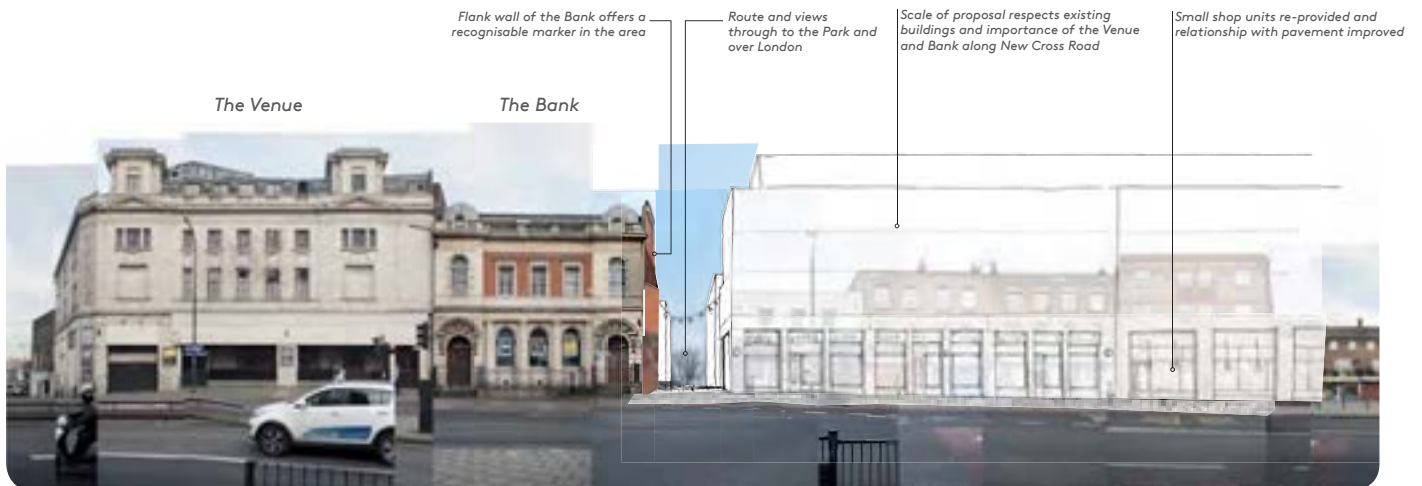 Flank wall of the Bank offers a
recognisable marker in the area
Route and views
through to the Park and
over London
Scale of proposal respects existing
buildings and importance of the Venue
and Bank along New Cross Road
Small shop units re-provided and
relationship with pavement improved
The Venue
The Bank